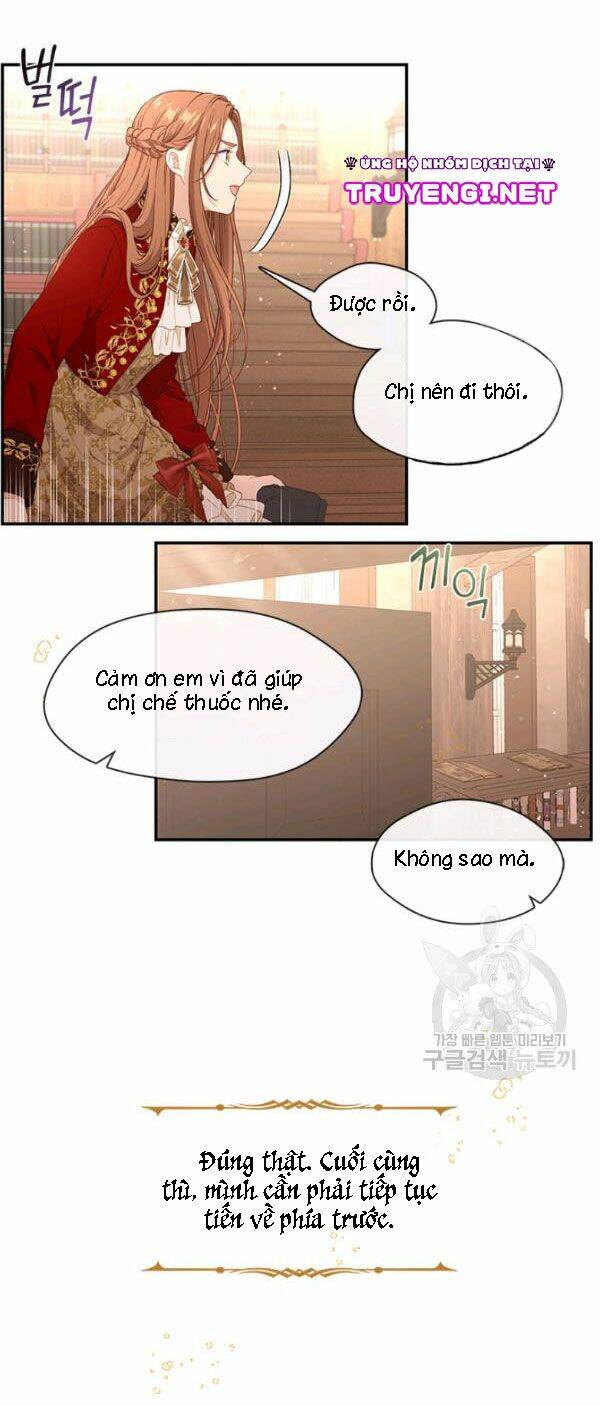 벌떡
ỦNG HỘ NHÓM DỊCH TẠI
TRUYENGI.NET
Được rồi.
Chị nên đi thôi.
끼익
Cảm ơn em vì đã giúp
chị chế thuốc nhé.
Không sao mà.
가장 빠른 웹툰 미리보기
구글검색 뉴토끼
Đúng thật. Cuối cùng
thì, mình cần phải tiếp tục
tiến về phía trước.